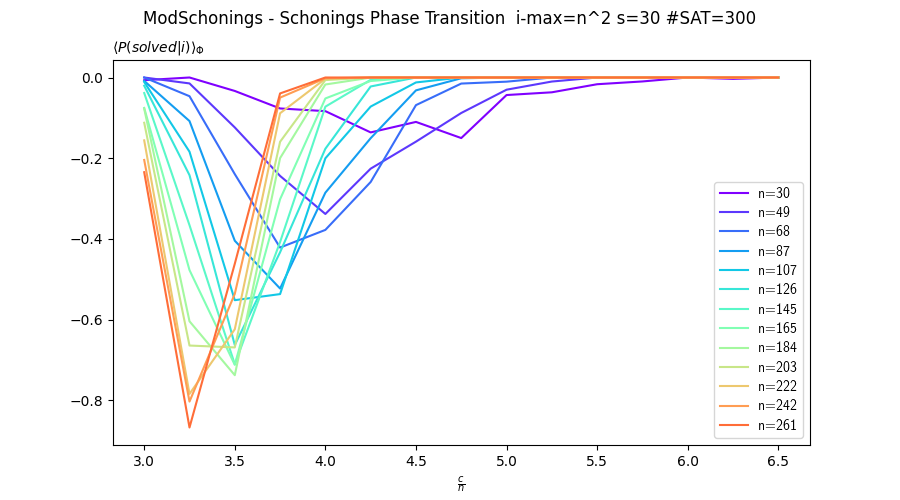 ModSchonings - Schonings Phase Transition i-max=n^2 s=30 #SAT=300
⟨P(solved|i)⟩Φ
0.0
−0.2
−0.4
−0.6
−0.8
3.0 3.5 4.0 4.5 5.0 5.5 6.0 6.5
c/n
n=30
n=49
n=68
n=87
n=107
n=126
n=145
n=165
n=184
n=203
n=222
n=242
n=261